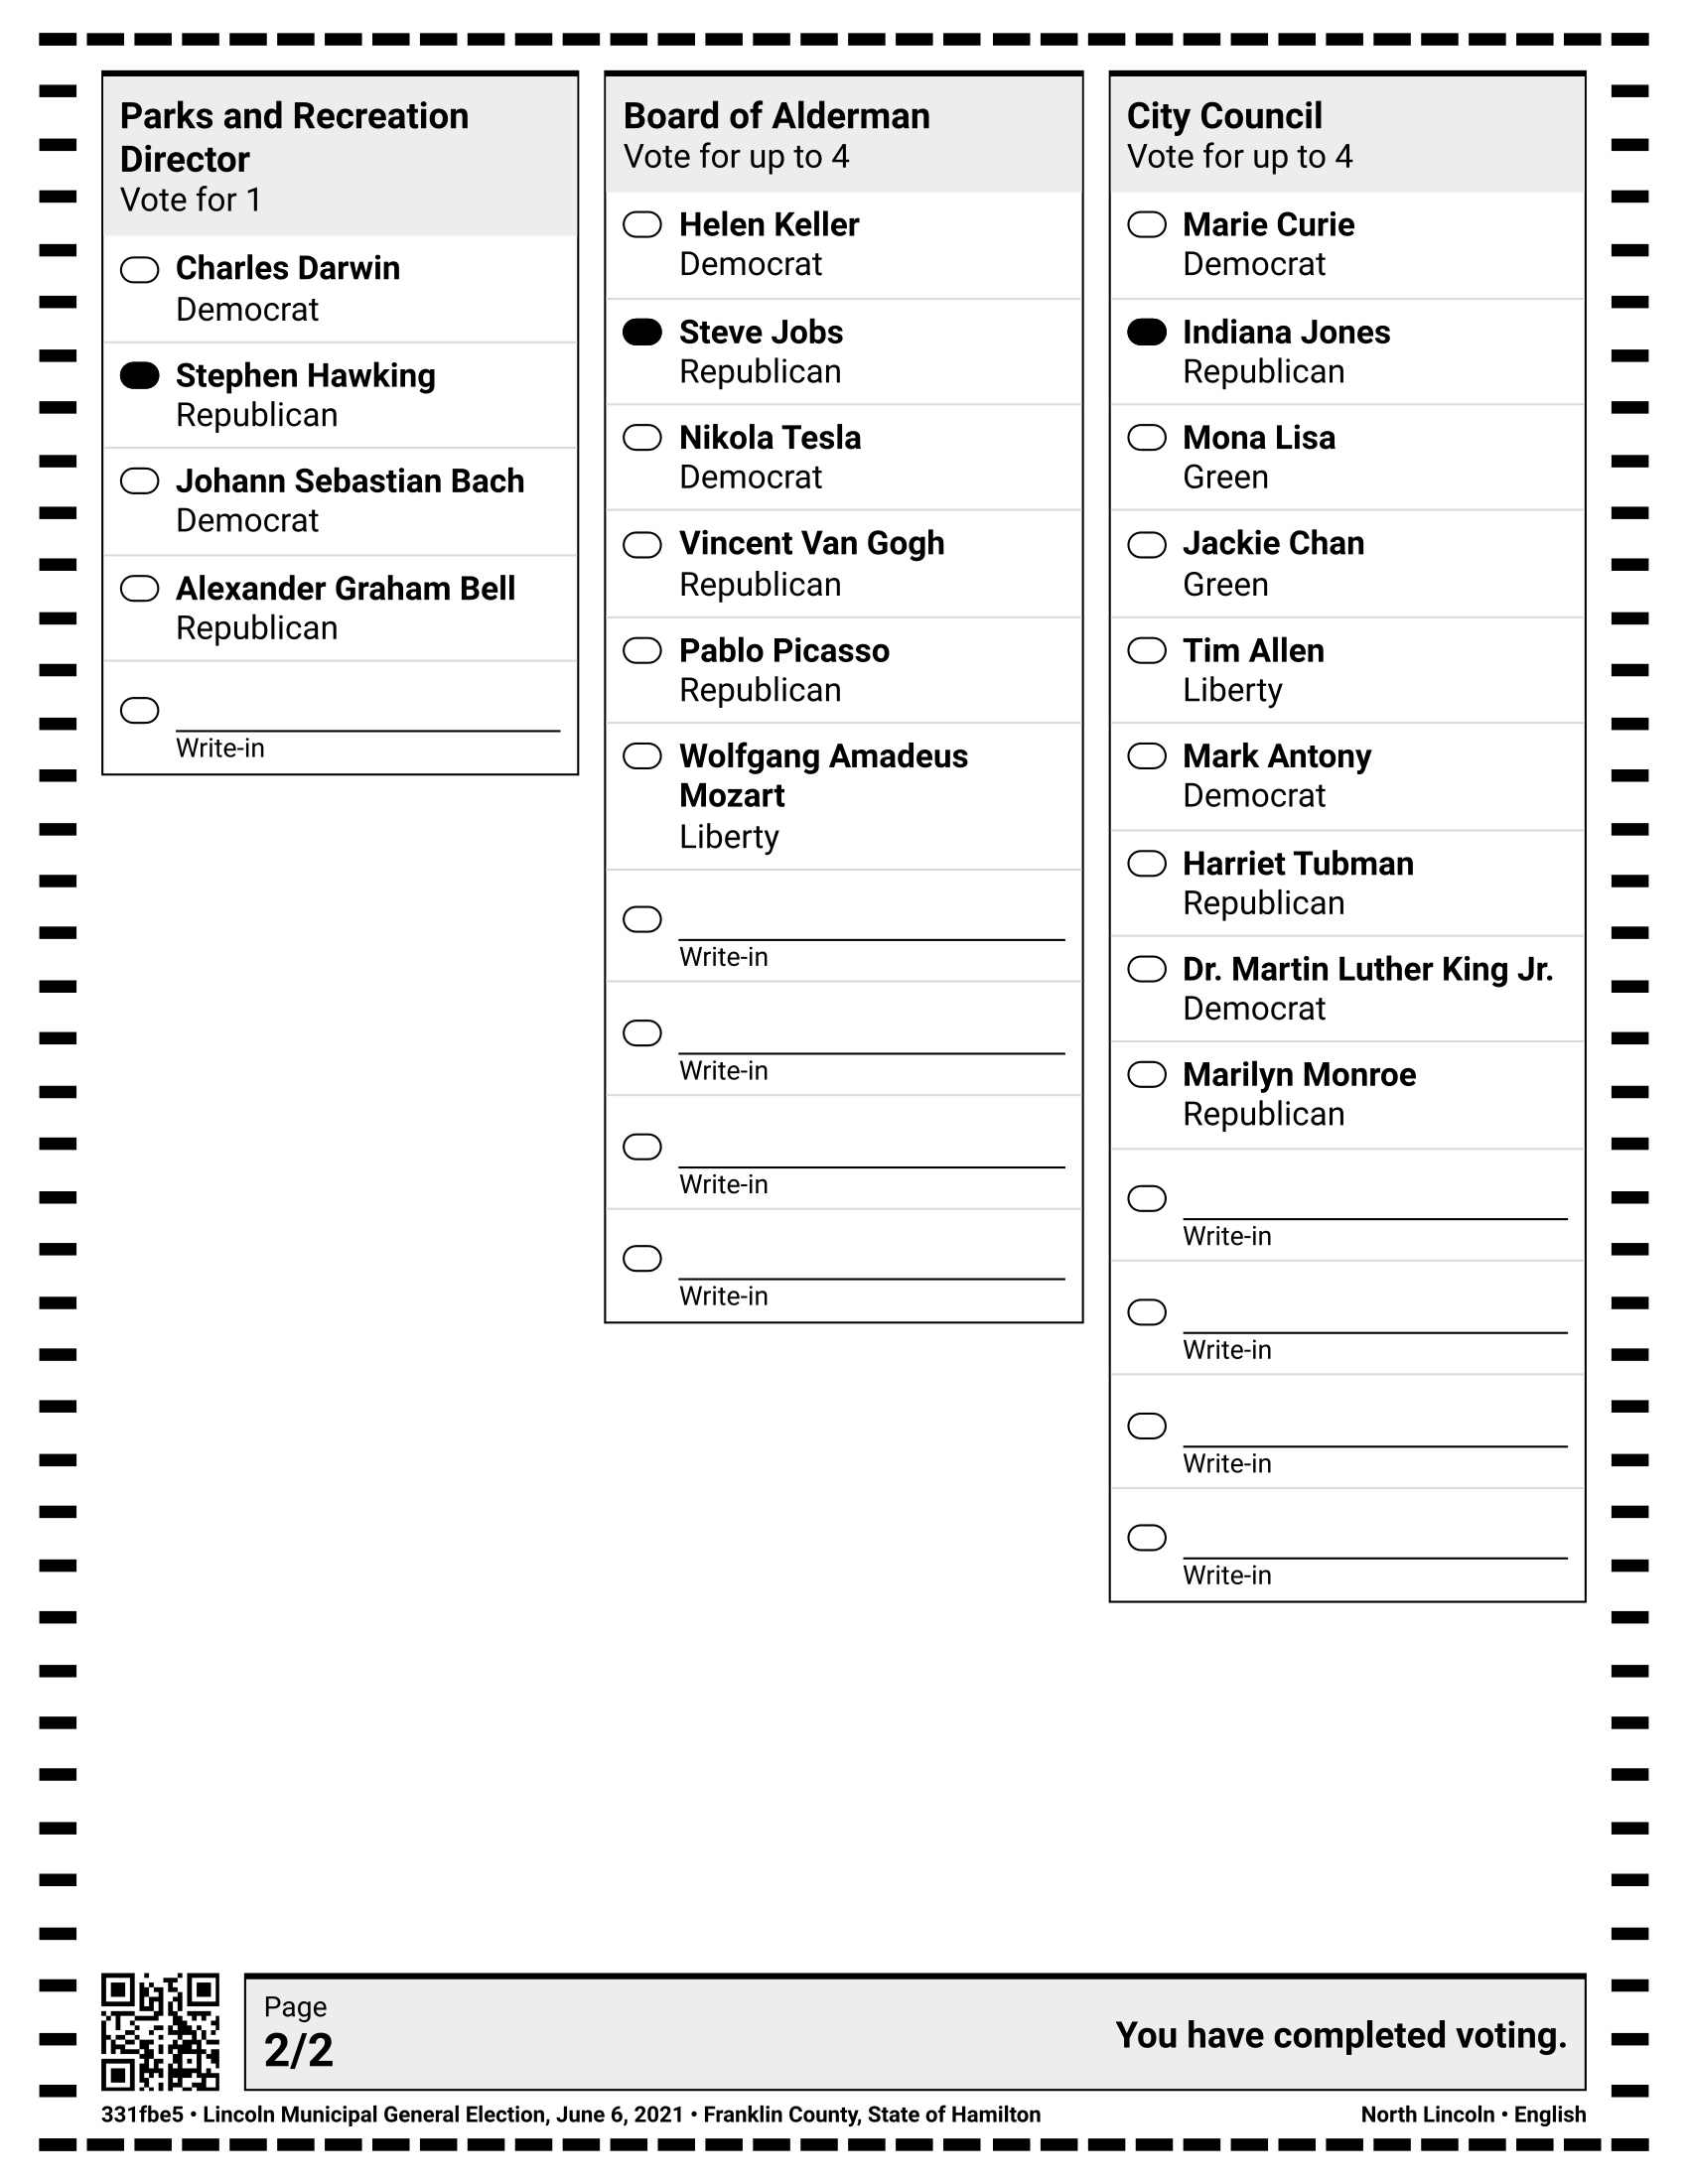 Parks and Recreation
Director
Vote for 1
Charles Darwin
Democrat
Stephen Hawking
Republican
Johann Sebastian Bach
Democrat
Alexander Graham Bell
Republican
Write-in
Board of Alderman
Vote for up to 4
Helen Keller
Democrat
Steve Jobs
Republican
Nikola Tesla
Democrat
Vincent Van Gogh
Republican
Pablo Picasso
Republican
Wolfgang Amadeus
Mozart
Liberty
Write-in
Write-in
Write-in
Write-in
City Council
Vote for up to 4
Marie Curie
Democrat
Indiana Jones
Republican
Mona Lisa
Green
Jackie Chan
Green
Tim Allen
Liberty
Mark Antony
Democrat
Harriet Tubman
Republican
Dr. Martin Luther King Jr.
Democrat
Marilyn Monroe
Republican
Write-in
Write-in
Write-in
Write-in
Page
2/2
You have completed voting.
331fbe5 • Lincoln Municipal General Election, June 6, 2021 • Franklin County, State of Hamilton
North Lincoln • English